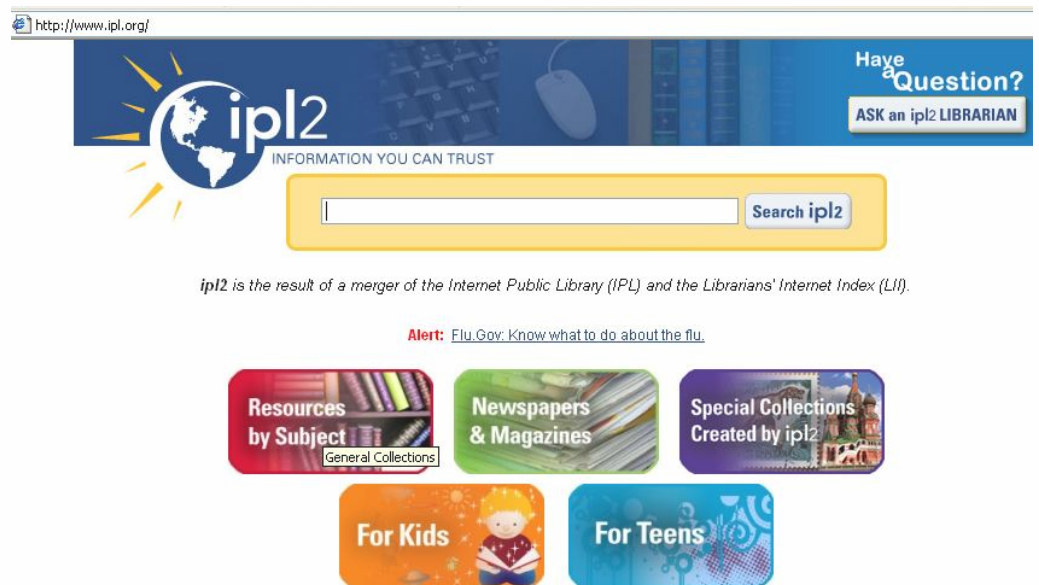 http://www.ipl.org/
Have
a
Question?
ASK an ipl2 LIBRARIAN
ipl2
INFORMATION YOU CAN TRUST
Search ipl2
ipl2 is the result of a merger of the Internet Public Library (IPL) and the Librarians' Internet Index (LII).
Alert: Flu.Gov: Know what to do about the flu.
Resources
by Subject
General Collections
Newspapers
& Magazines
Special Collections
Created by ipl2
For Kids
For Teens